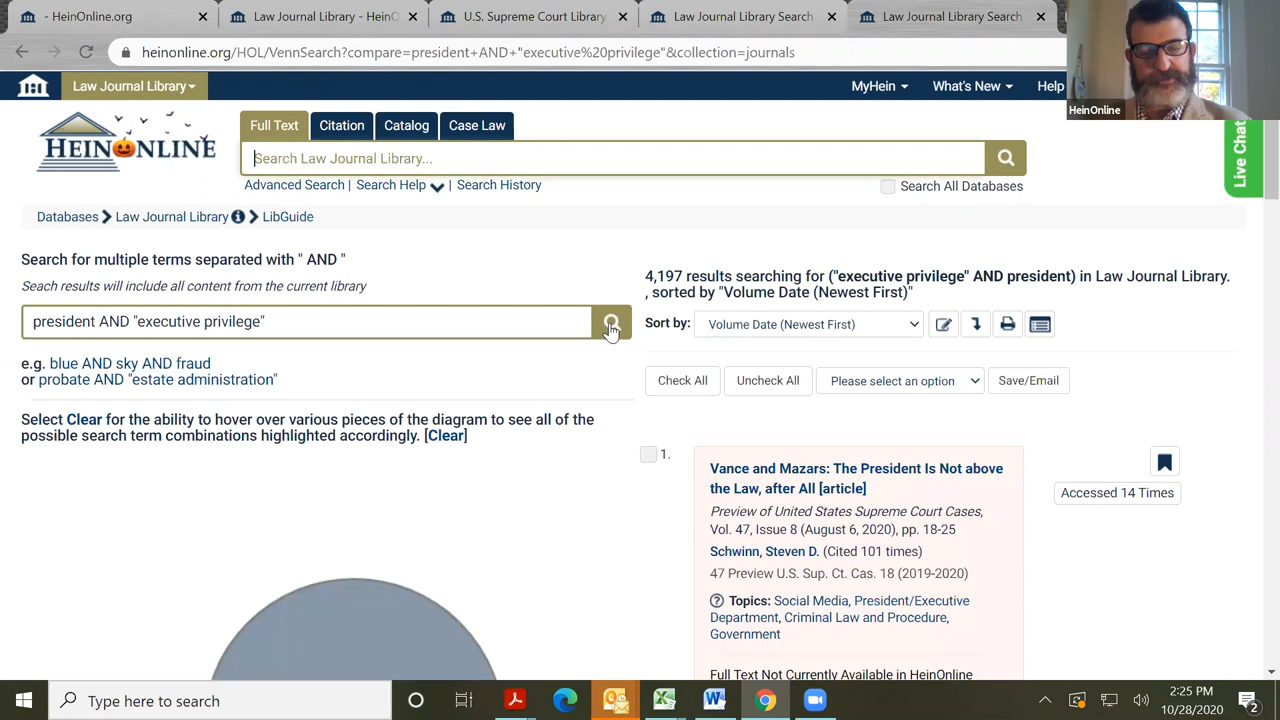 - HeinOnline.org
Law Journal Library - HeinO
U.S. Supreme Court Library
Law Journal Library Search
Law Journal Library Search
heinonline.org/HOL/VennSearch?compare=president+AND+"executive%20privilege"&collection=journals
HeinOnline
Law Journal Library
MyHein
What's New
Help
HEINONLINE
Full Text
Citation
Catalog
Case Law
Search Law Journal Library...
Advanced Search | Search Help
| Search History
Search All Databases
Live Chat
Databases
Law Journal Library
LibGuide
Search for multiple terms separated with " AND "
Seach results will include all content from the current library
president AND "executive privilege"
e.g. blue AND sky AND fraud
or probate AND "estate administration"
Select Clear for the ability to hover over various pieces of the diagram to see all of the
possible search term combinations highlighted accordingly. [Clear]
4,197 results searching for ("executive privilege" AND president) in Law Journal Library.
, sorted by "Volume Date (Newest First)"
Sort by:
Volume Date (Newest First)
Check All
Uncheck All
Please select an option
Save/Email
1.
Vance and Mazars: The President Is Not above
the Law, after All [article]
Preview of United States Supreme Court Cases,
Vol. 47, Issue 8 (August 6, 2020), pp. 18-25
Schwinn, Steven D. (Cited 101 times)
47 Preview U.S. Sup. Ct. Cas. 18 (2019-2020)
Topics: Social Media, President/Executive
Department, Criminal Law and Procedure,
Government
Full Text Not Currently Available in HeinOnline
Accessed 14 Times
Type here to search
2:25 PM
10/28/2020
2